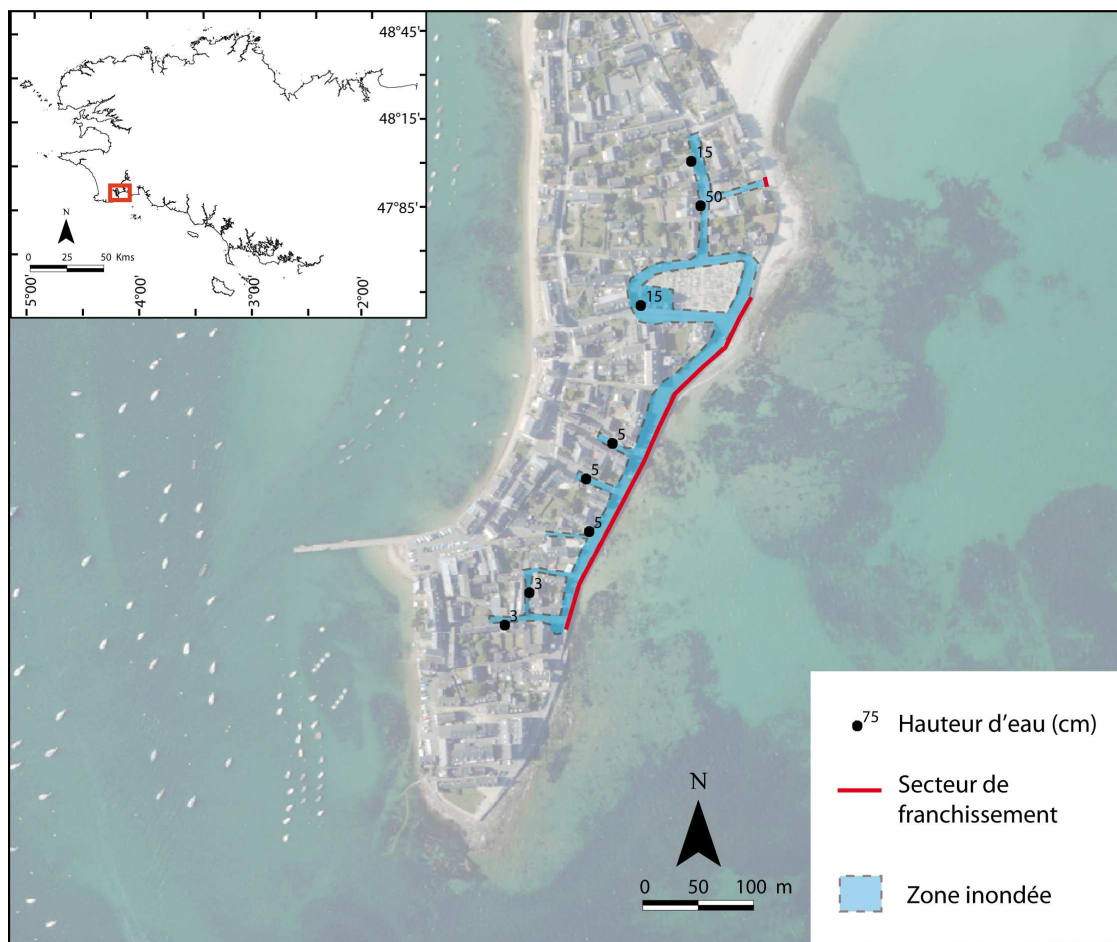 48°45'
48°15'
47°85'
N
0 25 50 Kms
5°00'
4°00'
3°00'
2°00'
15
50
15
5
5
5
3
3
N
0 50 100 m
75 Hauteur d'eau (cm)
Secteur de
franchissement
Zone inondée